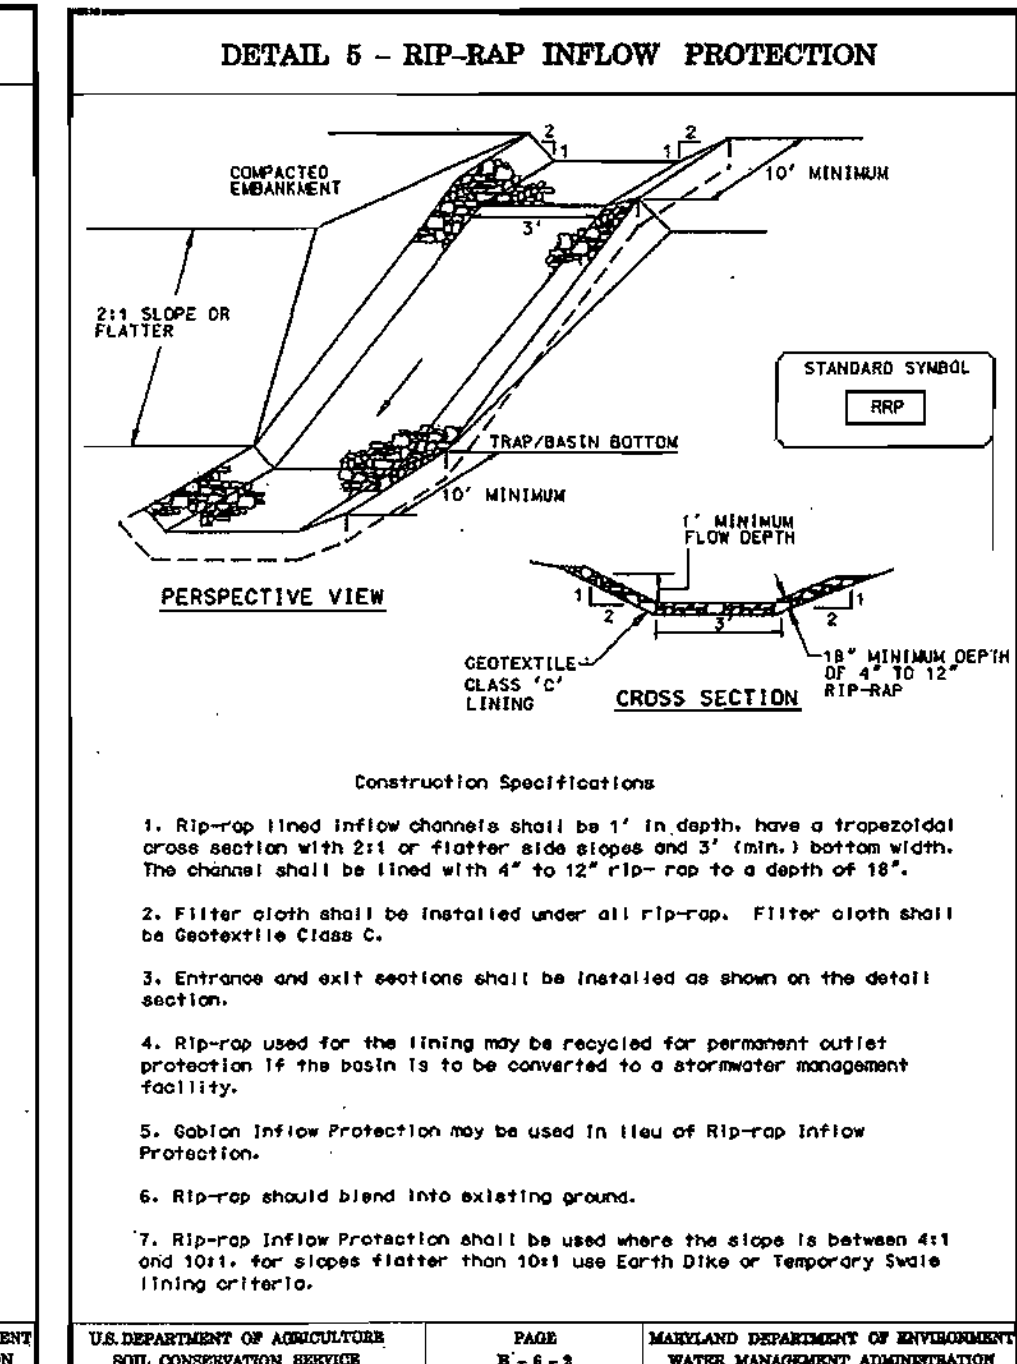 DETAIL 5 - RIP-RAP INFLOW PROTECTION
2
1
2
1
COMPACTED
EMBANKMENT
10' MINIMUM
3'
2:1 SLOPE OR
FLATTER
STANDARD SYMBOL
RRP
TRAP/BASIN BOTTOM
10' MINIMUM
1' MINIMUM
FLOW DEPTH
PERSPECTIVE VIEW
1
2
3'
2
1
GEOTEXTILE
CLASS 'C'
LINING
18" MINIMUM DEPTH
OF 4" TO 12"
RIP-RAP
CROSS SECTION
Construction Specifications
1. Rip-rap lined inflow channels shall be 1' in depth, have a trapezoidal
cross section with 2:1 or flatter side slopes and 3' (min.) bottom width.
The channel shall be lined with 4" to 12" rip- rap to a depth of 18".
2. Filter cloth shall be installed under all rip-rap. Filter cloth shall
be Geotextile Class C.
3. Entrance and exit sections shall be installed as shown on the detail
section.
4. Rip-rap used for the lining may be recycled for permanent outlet
protection if the basin is to be converted to a stormwater management
facility.
5. Gabion Inflow Protection may be used in lieu of Rip-rap Inflow
Protection.
6. Rip-rap should blend into existing ground.
7. Rip-rap Inflow Protection shall be used where the slope is between 4:1
and 10:1, for slopes flatter than 10:1 use Earth Dike or Temporary Swale
lining criteria.
ENT
ON
U.S. DEPARTMENT OF AGRICULTURE
SOIL CONSERVATION SERVICE
PAGE
B - 6 - 2
MARYLAND DEPARTMENT OF ENVIRONMENT
WATER MANAGEMENT ADMINISTRATION